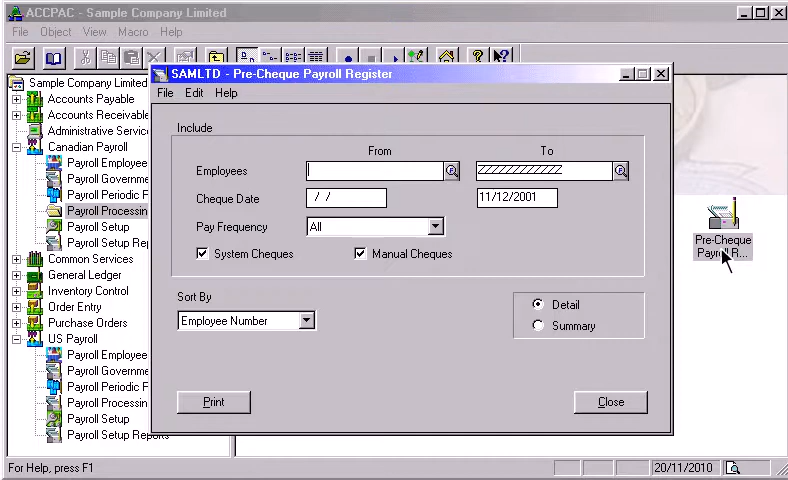 ACCPAC - Sample Company Limited
File Object View Macro Help
Sample Company Limited
Accounts Payable
Accounts Receivable
Administrative Servic
Canadian Payroll
Payroll Employee
Payroll Governme
Payroll Periodic F
Payroll Processin
Payroll Setup
Payroll Setup Rep
Common Services
General Ledger
Inventory Control
Order Entry
Purchase Orders
US Payroll
Payroll Employee
Payroll Governme
Payroll Periodic F
Payroll Processin
Payroll Setup
Payroll Setup Reports
SAMLTD - Pre-Cheque Payroll Register
File Edit Help
Include
From To
Employees ZZZZZZZZZZZZ
Cheque Date / / 11/12/2001
Pay Frequency All
System Cheques Manual Cheques
Sort By
Employee Number
Detail
Summary
Print Close
Pre-Cheque
Payroll R...
For Help, press F1 20/11/2010